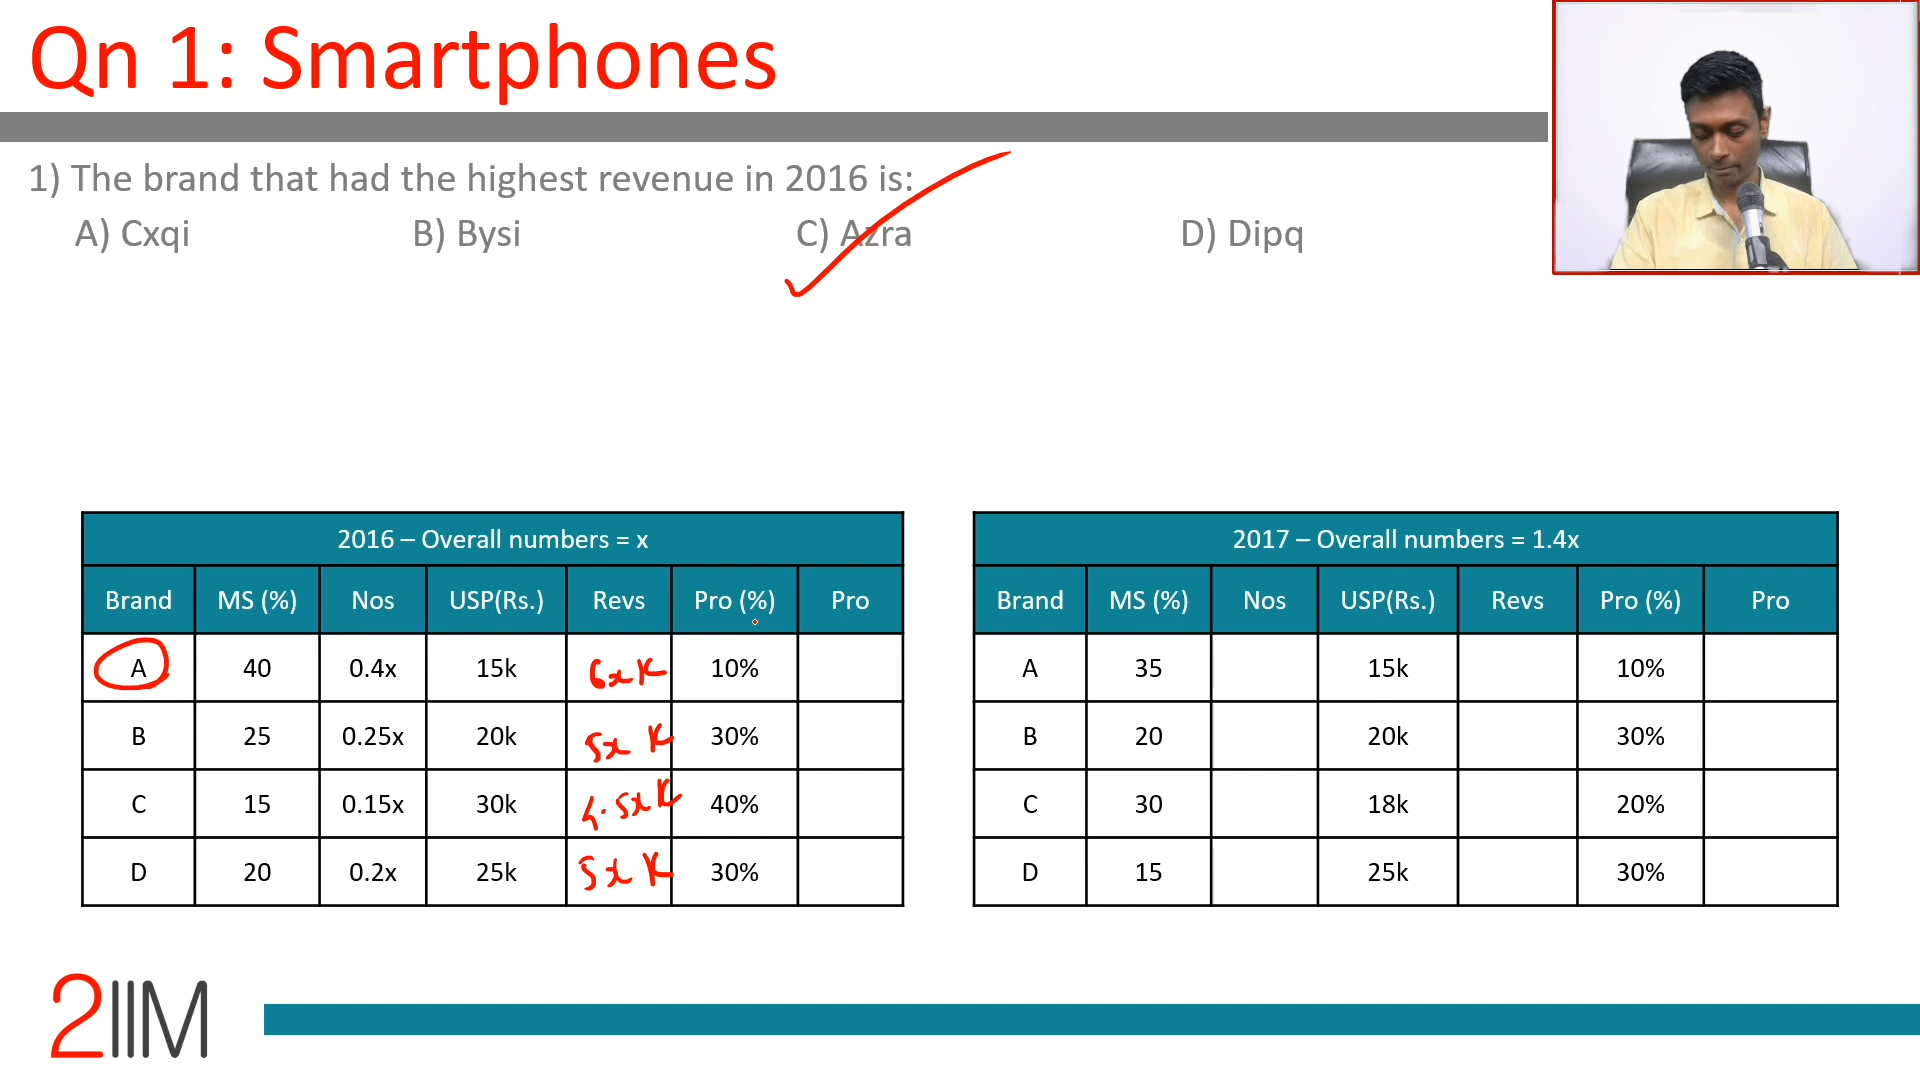 Qn 1: Smartphones
1) The brand that had the highest revenue in 2016 is:
A) Cxqi B) Bysi C) Azra D) Dipq
2016 – Overall numbers = x
Brand MS (%) Nos USP(Rs.) Revs Pro (%) Pro
A 40 0.4x 15k 6xK 10%
B 25 0.25x 20k 5x K 30%
C 15 0.15x 30k 4.5xK 40%
D 20 0.2x 25k 5x K 30%
2017 – Overall numbers = 1.4x
Brand MS (%) Nos USP(Rs.) Revs Pro (%) Pro
A 35 15k 10%
B 20 20k 30%
C 30 18k 20%
D 15 25k 30%
2IIM